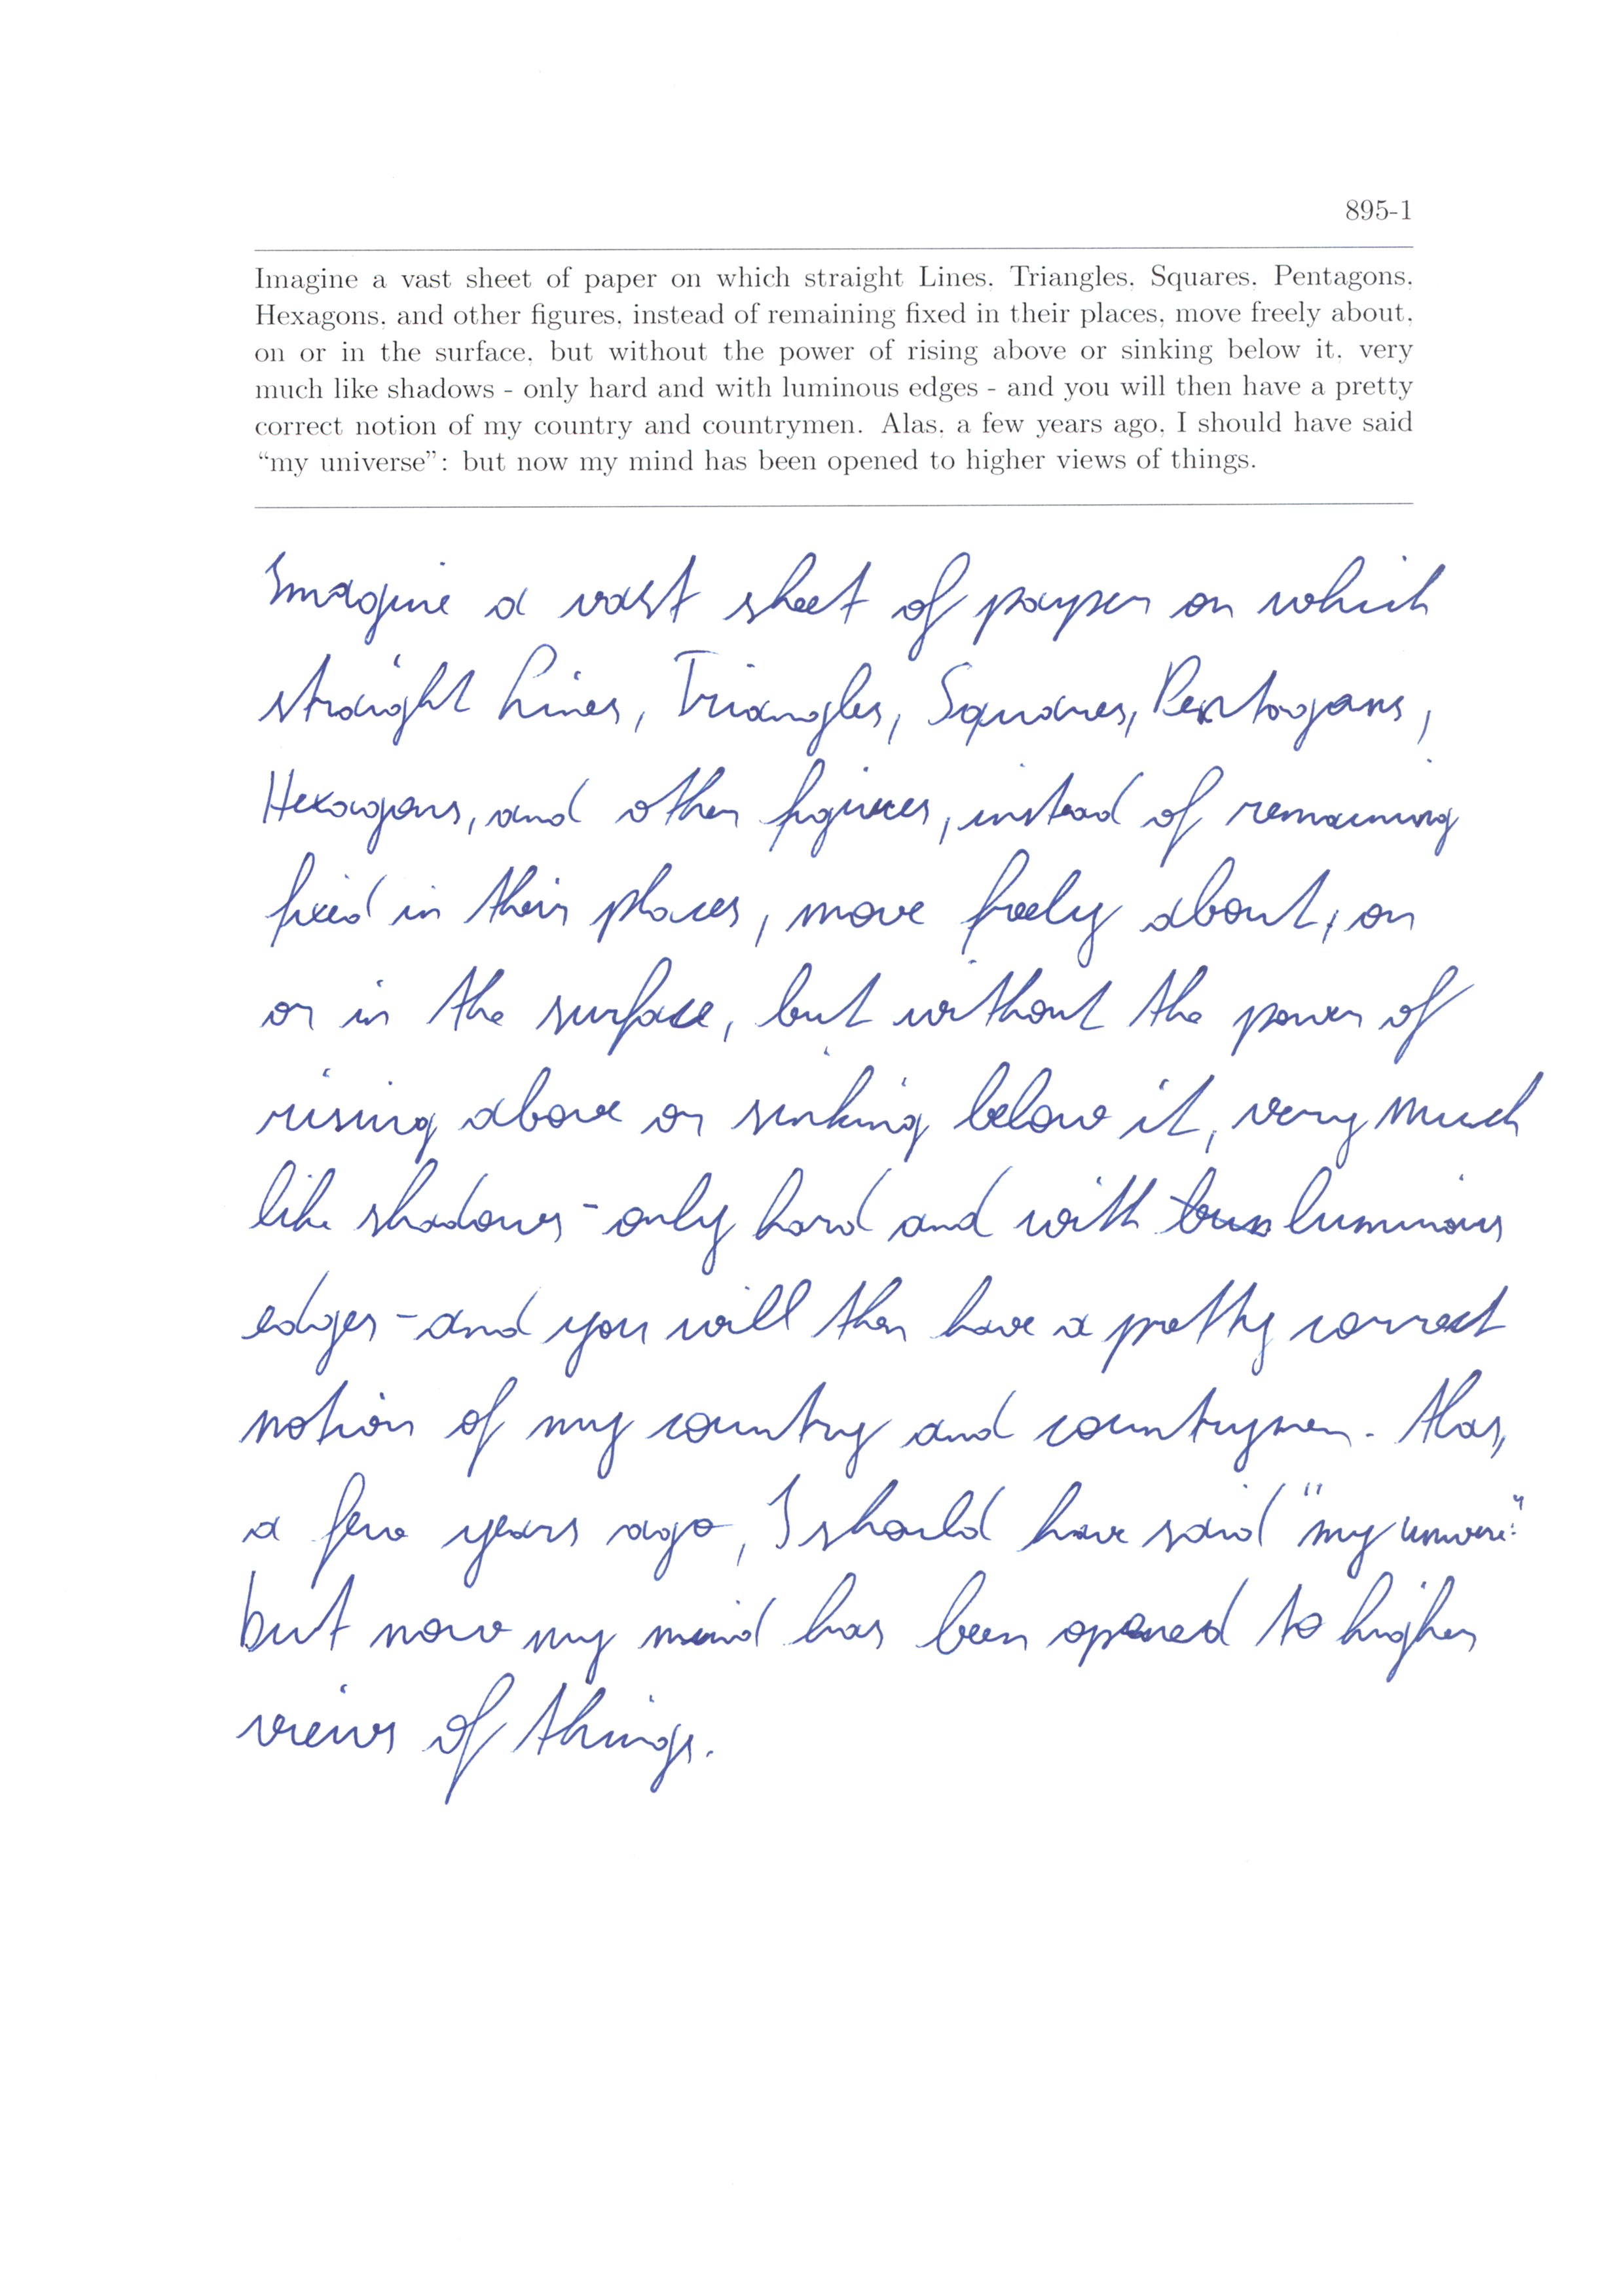 895-1
Imagine a vast sheet of paper on which straight Lines, Triangles, Squares, Pentagons,
Hexagons, and other figures, instead of remaining fixed in their places, move freely about,
on or in the surface, but without the power of rising above or sinking below it, very
much like shadows - only hard and with luminous edges - and you will then have a pretty
correct notion of my country and countrymen. Alas, a few years ago, I should have said
“my universe”: but now my mind has been opened to higher views of things.
Imagine a vast sheet of paper on which
straight Lines, Triangles, Squares, Pentagons,
Hexagons, and other figures, instead of remaining
fixed in their places, move freely about, on
or in the surface, but without the power of
rising above or sinking below it, very much
like shadows - only hard and with luminous
edges - and you will then have a pretty correct
notion of my country and countrymen. Alas,
a few years ago, I should have said "my universe":
but now my mind has been opened to higher
views of things.